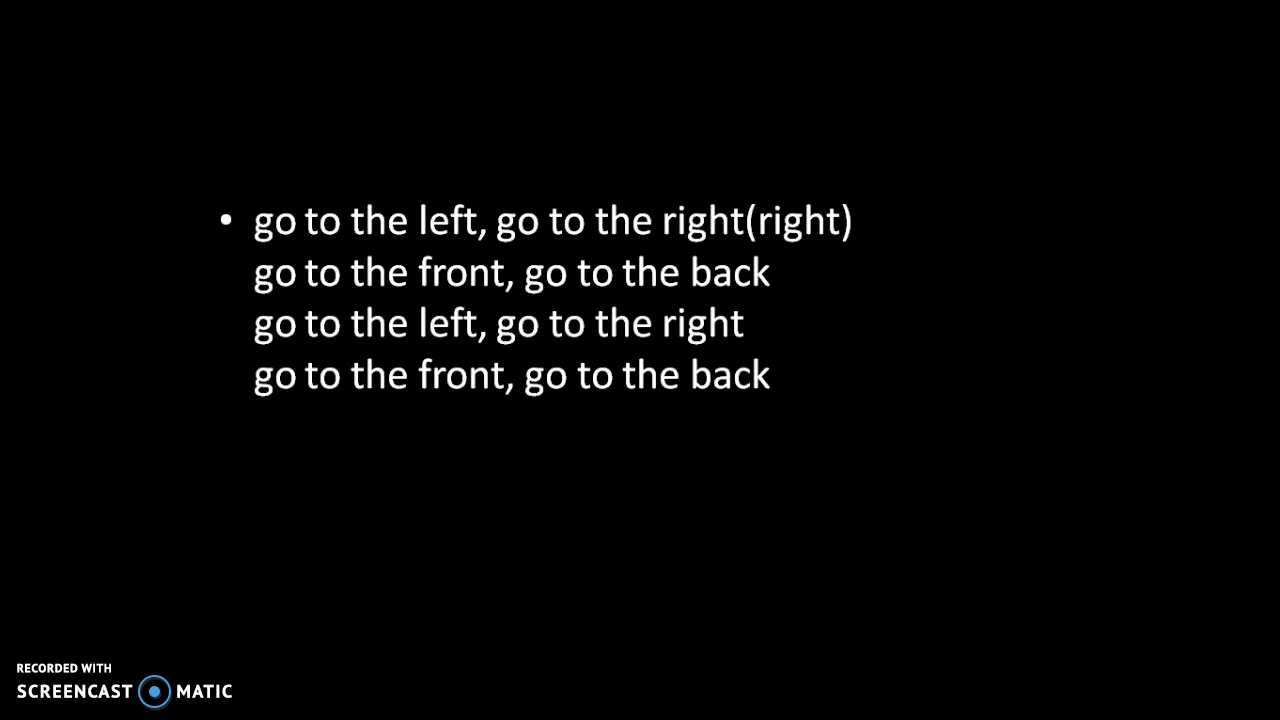 • go to the left, go to the right(right)
go to the front, go to the back
go to the left, go to the right
go to the front, go to the back
RECORDED WITH
SCREENCAST MATIC